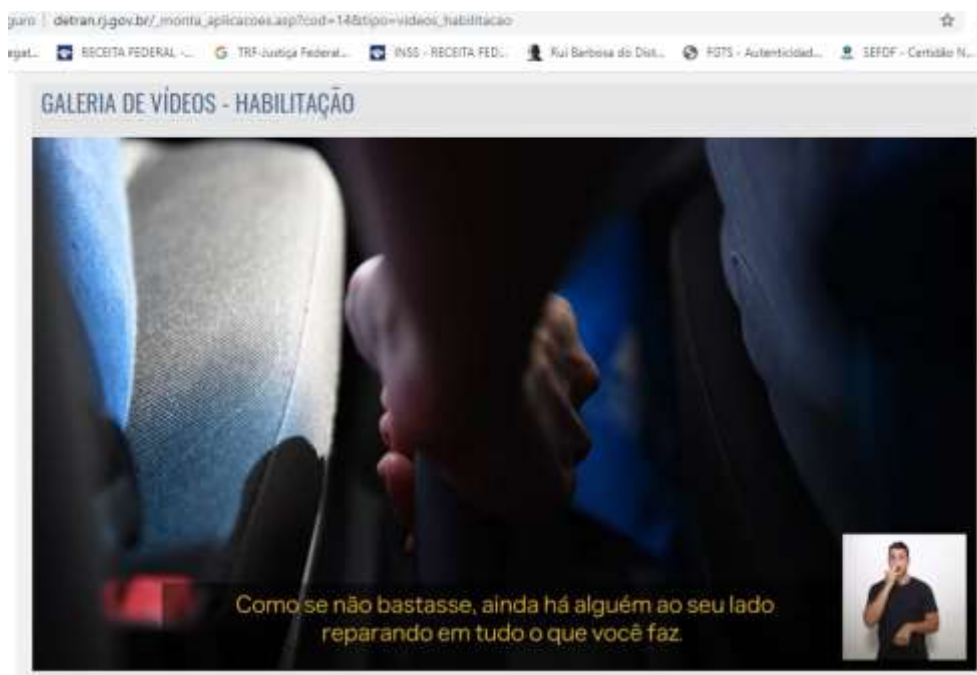 guro | detran.rj.gov.br/_monta_aplicacoes.asp?cod=14&tipo=videos_habilitacao
egat... RECEITA FEDERAL -... TRF-Justiça Federal... INSS - RECEITA FED... Rui Barbosa do Dist... FGTS - Autenticidad... SEFDF - Certidão N...
GALERIA DE VÍDEOS - HABILITAÇÃO
Como se não bastasse, ainda há alguém ao seu lado
reparando em tudo o que você faz.